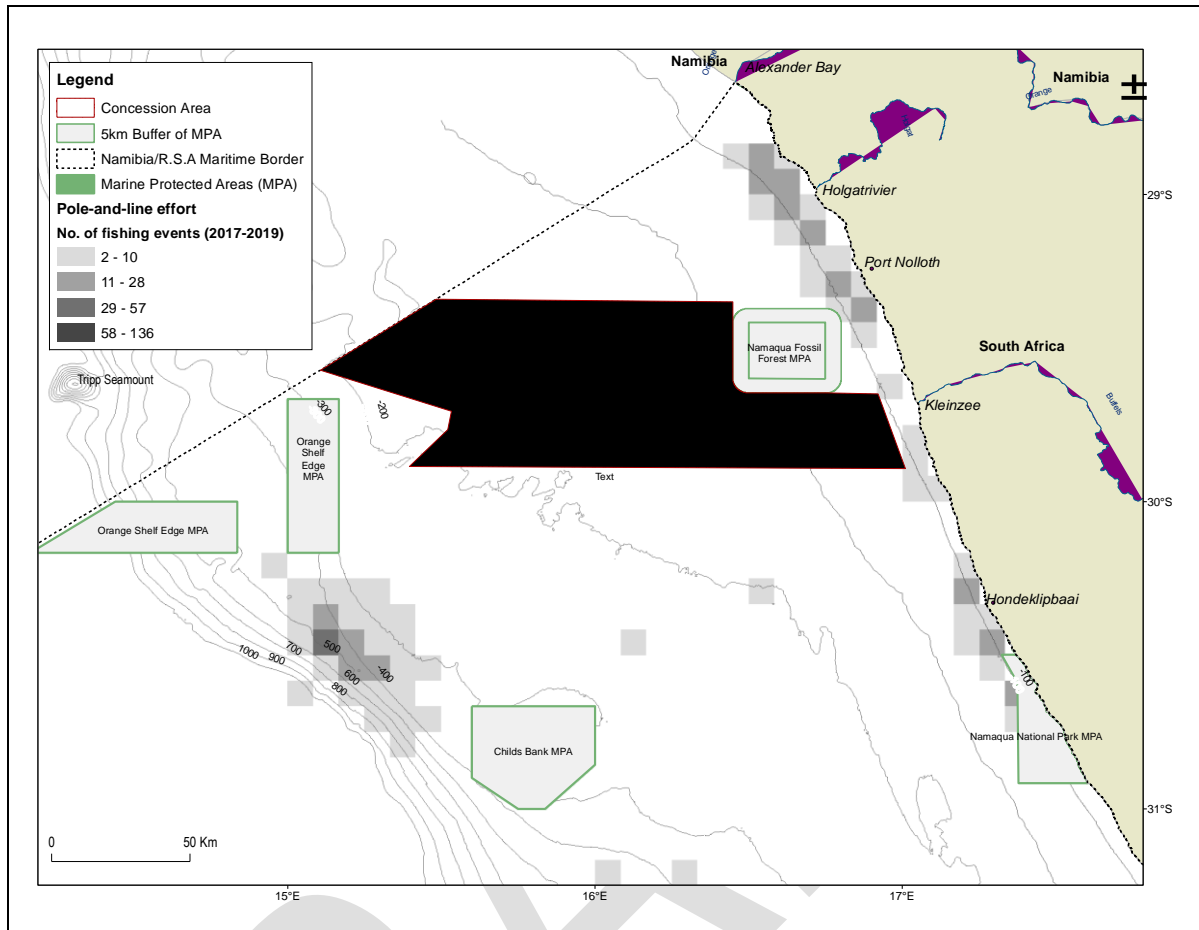 Legend
Concession Area
5km Buffer of MPA
Namibia/R.S.A Maritime Border
Marine Protected Areas (MPA)
Pole-and-line effort
No. of fishing events (2017-2019)
2 - 10
11 - 28
29 - 57
58 - 136
Namibia
Alexander Bay
Namibia
Orange
Holgatrivier
29°S
Port Nolloth
Namaqua Fossil
Forest MPA
South Africa
Tripp Seamount
Kleinzee
Buffels
-300
-200
Orange
Shelf
Edge
MPA
Text
30°S
Orange Shelf Edge MPA
Hondeklipbaai
500
-400
600
700
800
900
1000
-100
Namaqua National Park MPA
Childs Bank MPA
31°S
0
50 Km
15°E
16°E
17°E